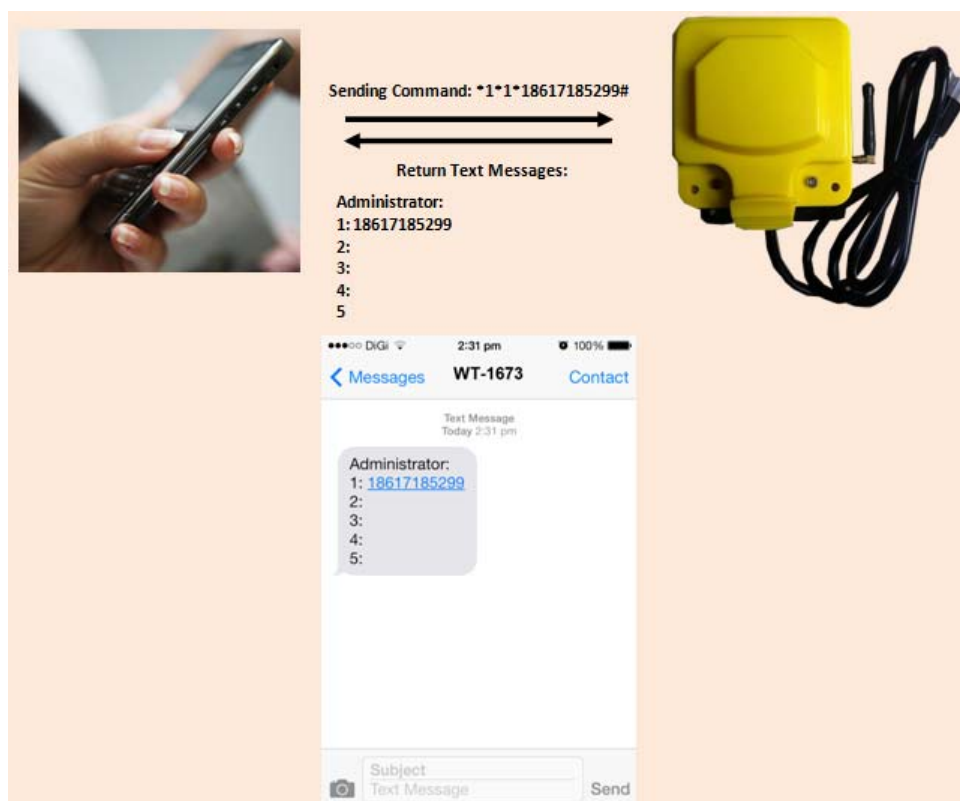 Sending Command: *1*1*18617185299#
Return Text Messages:
Administrator:
1: 18617185299
2:
3:
4:
5
DiGi 2:31 pm 100%
Messages WT-1673 Contact
Text Message
Today 2:31 pm
Administrator:
1: 18617185299
2:
3:
4:
5:
Subject
Text Message Send